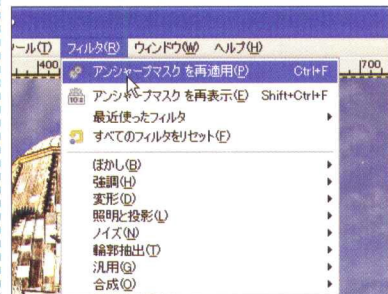 ール(T) フィルタ(R) ウィンドウ(W) ヘルプ(H)
400 700
アンシャープマスク を再適用(P) Ctrl+F
アンシャープマスク を再表示(E) Shift+Ctrl+F
最近使ったフィルタ
すべてのフィルタをリセット(F)
ぼかし(B)
強調(H)
変形(D)
照明と投影(L)
ノイズ(N)
輪郭抽出(T)
汎用(G)
合成(O)